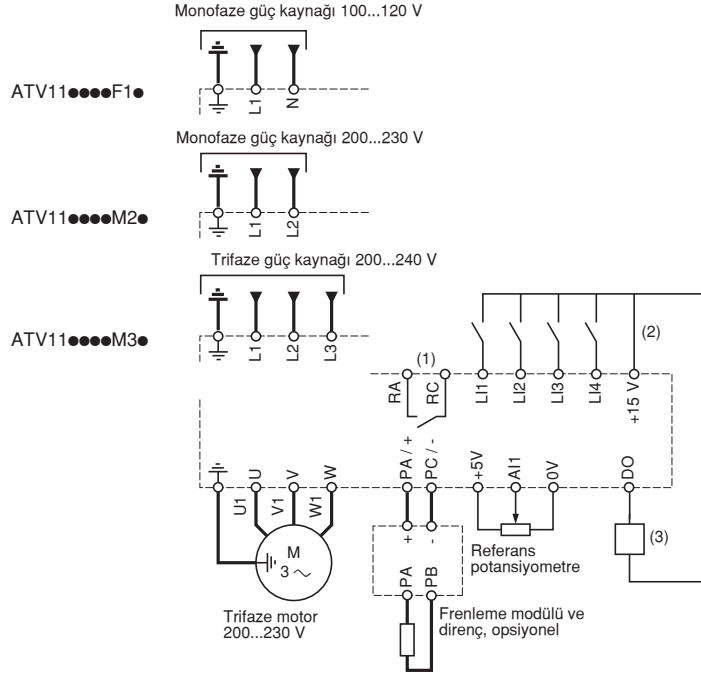 Monofaze güç kaynağı 100...120 V
ATV11●●●●F1●
L1
N
Monofaze güç kaynağı 200...230 V
ATV11●●●●M2●
L1
L2
Trifaze güç kaynağı 200...240 V
ATV11●●●●M3●
L1
L2
L3
(1)
(2)
RA
RC
LI1
LI2
LI3
LI4
+15 V
U
V
W
PA / +
PC / -
+5V
AI1
0V
DO
U1
V1
W1
M
3 ～
+
-
PA
PB
Referans
potansiyometre
(3)
Trifaze motor
200...230 V
Frenleme modülü ve
direnç, opsiyonel